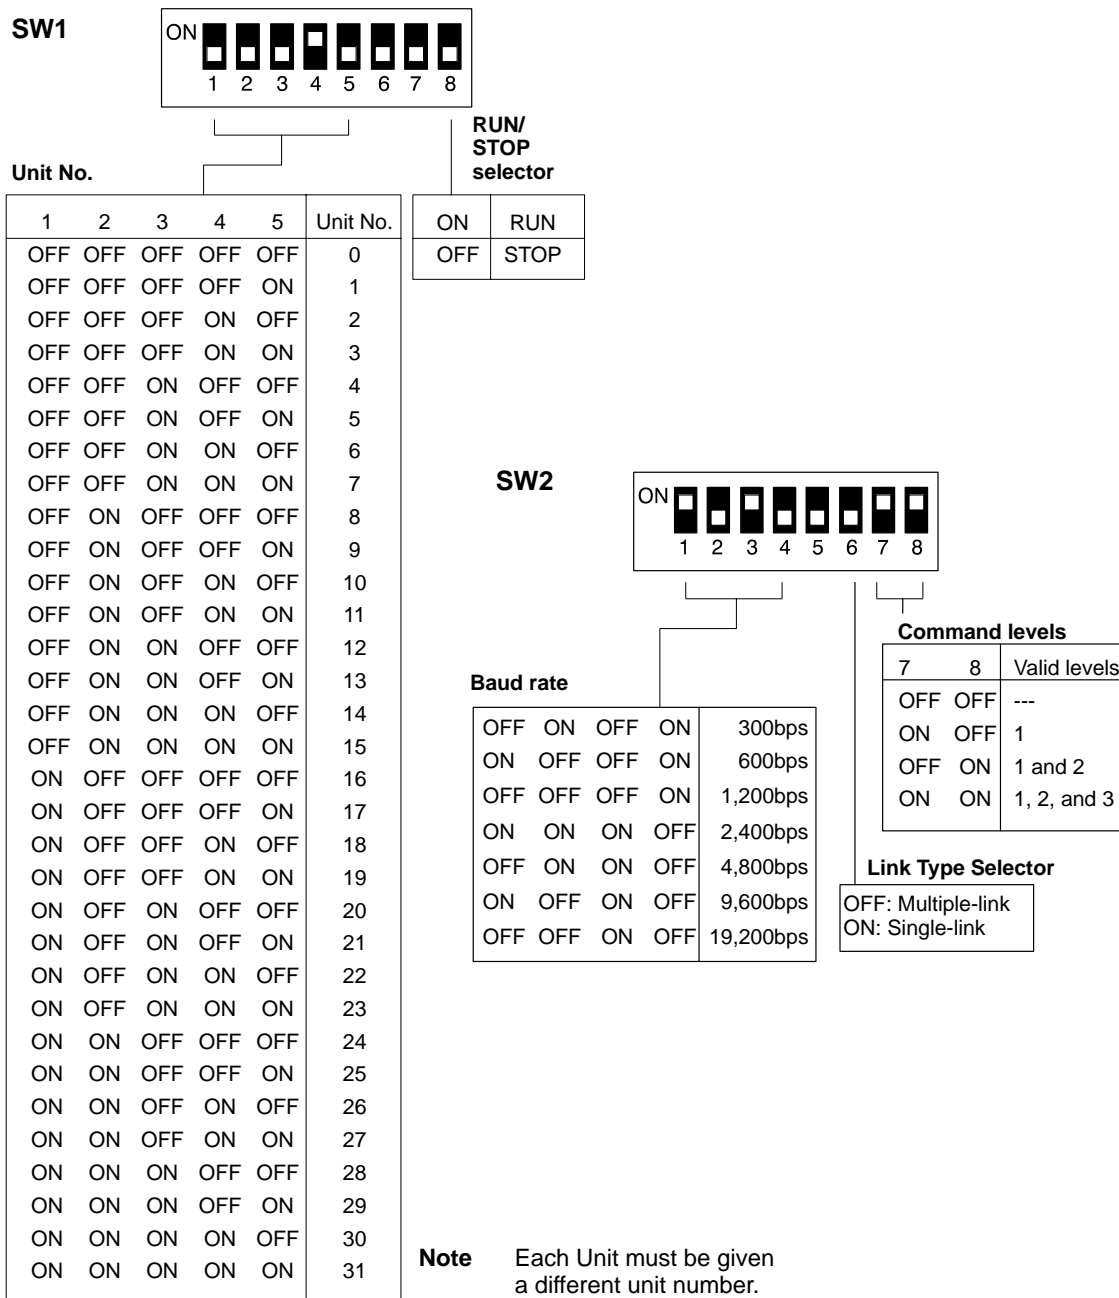 SW1
ON
1 2 3 4 5 6 7 8
RUN/
STOP
selector
Unit No.
1 2 3 4 5 Unit No.
OFF OFF OFF OFF OFF 0
OFF OFF OFF OFF ON 1
OFF OFF OFF ON OFF 2
OFF OFF OFF ON ON 3
OFF OFF ON OFF OFF 4
OFF OFF ON OFF ON 5
OFF OFF ON ON OFF 6
OFF OFF ON ON ON 7
OFF ON OFF OFF OFF 8
OFF ON OFF OFF ON 9
OFF ON OFF ON OFF 10
OFF ON OFF ON ON 11
OFF ON ON OFF OFF 12
OFF ON ON OFF ON 13
OFF ON ON ON OFF 14
OFF ON ON ON ON 15
ON OFF OFF OFF OFF 16
ON OFF OFF OFF ON 17
ON OFF OFF ON OFF 18
ON OFF OFF ON ON 19
ON OFF ON OFF OFF 20
ON OFF ON OFF ON 21
ON OFF ON ON OFF 22
ON OFF ON ON ON 23
ON ON OFF OFF OFF 24
ON ON OFF OFF ON 25
ON ON OFF ON OFF 26
ON ON OFF ON ON 27
ON ON ON OFF OFF 28
ON ON ON OFF ON 29
ON ON ON ON OFF 30
ON ON ON ON ON 31
ON RUN
OFF STOP
SW2
ON
1 2 3 4 5 6 7 8
Baud rate
OFF ON OFF ON 300bps
ON OFF OFF ON 600bps
OFF OFF OFF ON 1,200bps
ON ON ON OFF 2,400bps
OFF ON ON OFF 4,800bps
ON OFF ON OFF 9,600bps
OFF OFF ON OFF 19,200bps
Command levels
7 8 Valid levels
OFF OFF ---
ON OFF 1
OFF ON 1 and 2
ON ON 1, 2, and 3
Link Type Selector
OFF: Multiple-link
ON: Single-link
Note Each Unit must be given
a different unit number.